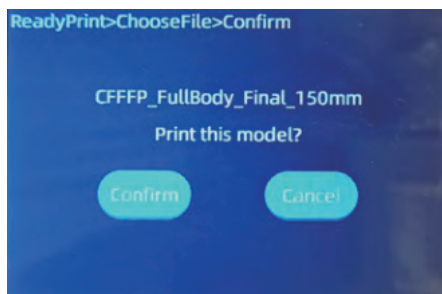 ReadyPrint>ChooseFile>Confirm
CFFFP_FullBody_Final_150mm
Print this model?
Confirm Cancel